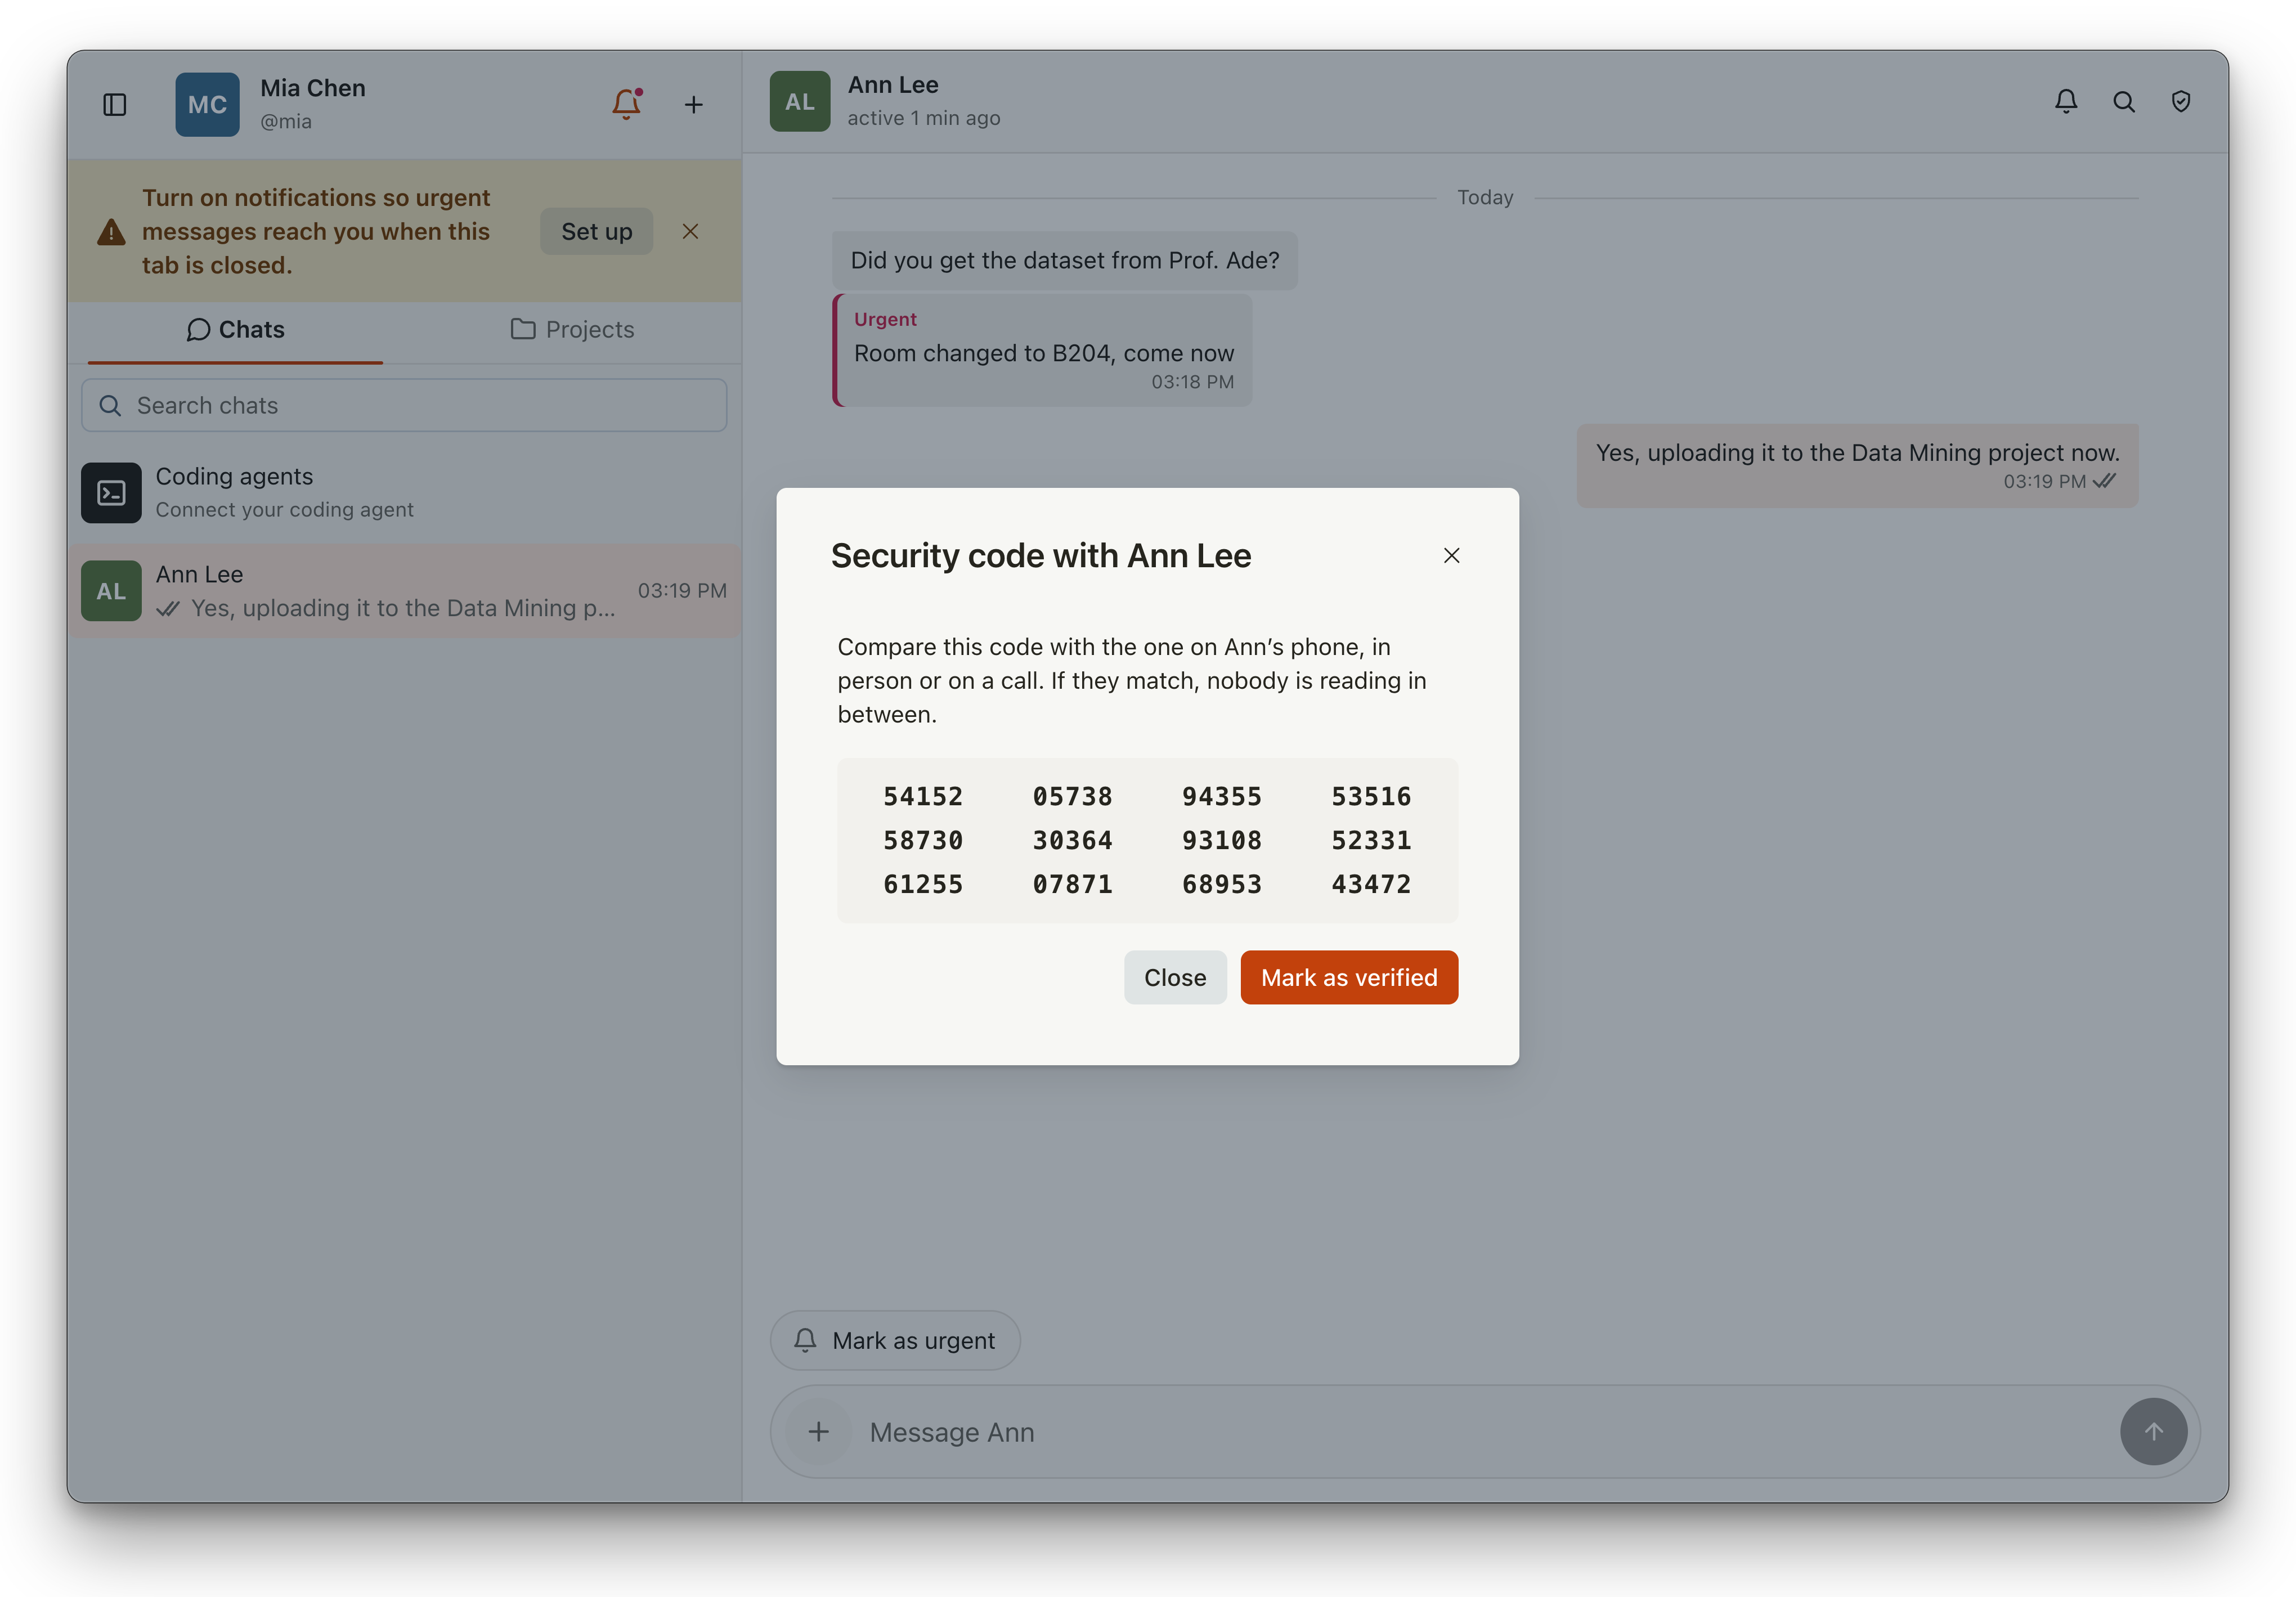 MC
Mia Chen
@mia
Turn on notifications so urgent
messages reach you when this
tab is closed.
Set up
Chats
Projects
Search chats
Coding agents
Connect your coding agent
AL
Ann Lee
03:19 PM
Yes, uploading it to the Data Mining p...
AL
Ann Lee
active 1 min ago
Today
Did you get the dataset from Prof. Ade?
Urgent
Room changed to B204, come now
03:18 PM
Yes, uploading it to the Data Mining project now.
03:19 PM
Security code with Ann Lee
Compare this code with the one on Ann’s phone, in
person or on a call. If they match, nobody is reading in
between.
54152 05738 94355 53516
58730 30364 93108 52331
61255 07871 68953 43472
Close
Mark as verified
Mark as urgent
Message Ann